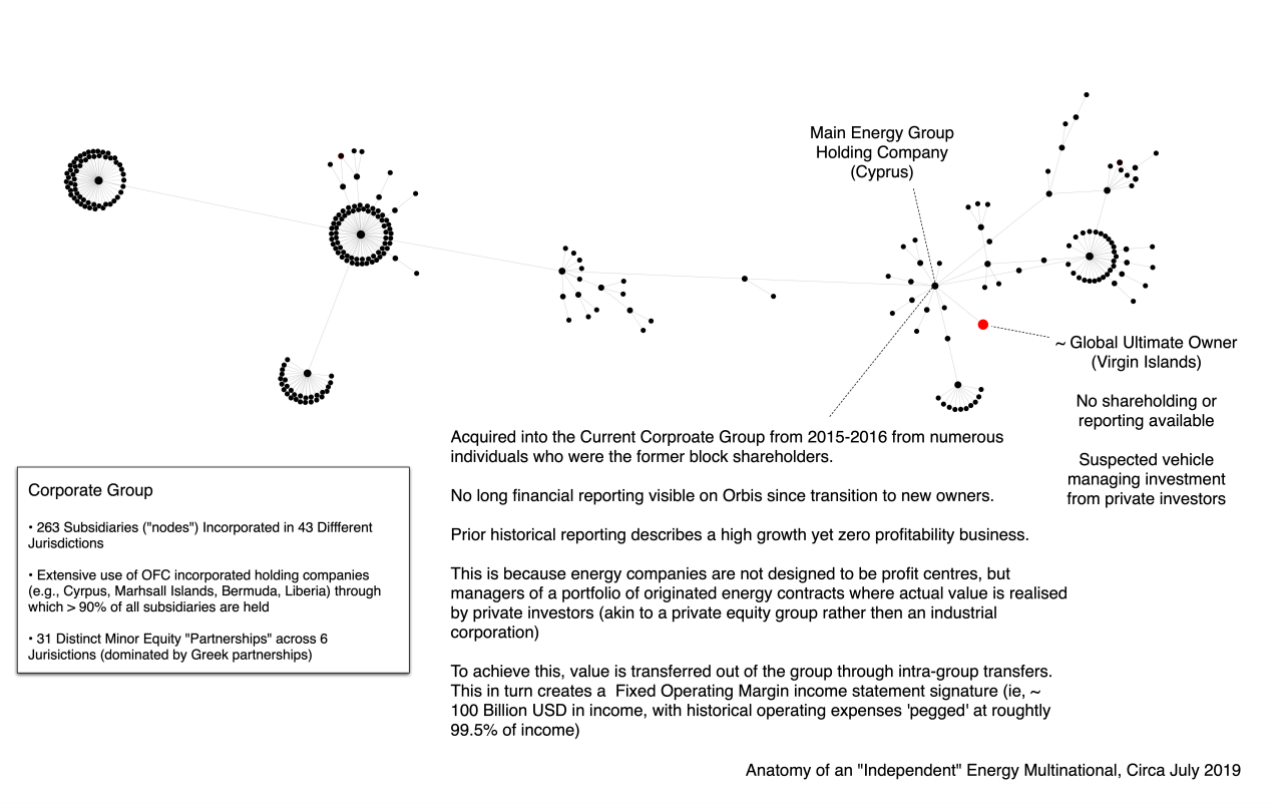 Main Energy Group
Holding Company
(Cyprus)
~ Global Ultimate Owner
(Virgin Islands)
No shareholding or
reporting available
Suspected vehicle
managing investment
from private investors
Acquired into the Current Corproate Group from 2015-2016 from numerous
individuals who were the former block shareholders.
No long financial reporting visible on Orbis since transition to new owners.
Prior historical reporting describes a high growth yet zero profitability business.
This is because energy companies are not designed to be profit centres, but
managers of a portfolio of originated energy contracts where actual value is realised
by private investors (akin to a private equity group rather then an industrial
corporation)
To achieve this, value is transferred out of the group through intra-group transfers.
This in turn creates a  Fixed Operating Margin income statement signature (ie, ~
100 Billion USD in income, with historical operating expenses 'pegged' at roughtly
99.5% of income)
Corporate Group
• 263 Subsidiaries ("nodes") Incorporated in 43 Diffferent
Jurisdictions
• Extensive use of OFC incorporated holding companies
(e.g., Cyrpus, Marhsall Islands, Bermuda, Liberia) through
which > 90% of all subsidiaries are held
• 31 Distinct Minor Equity "Partnerships" across 6
Jurisictions (dominated by Greek partnerships)
Anatomy of an "Independent" Energy Multinational, Circa July 2019